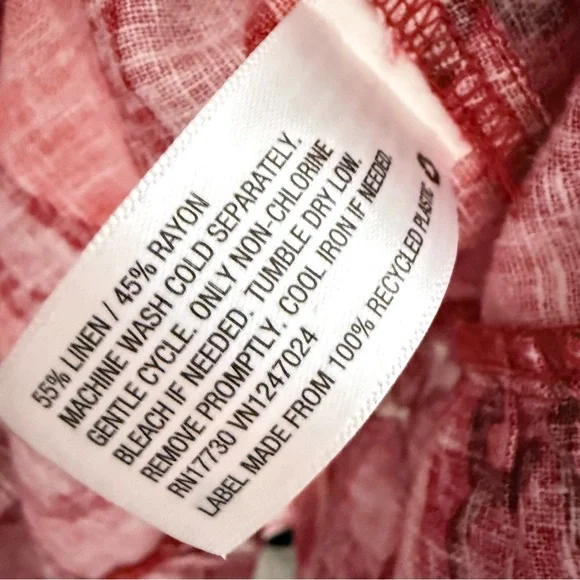 55% LINEN / 45% RAYON
MACHINE WASH COLD SEPARATELY.
GENTLE CYCLE. ONLY NON-CHLORINE
BLEACH IF NEEDED. TUMBLE DRY LOW.
REMOVE PROMPTLY. COOL IRON IF NEEDED.
RN17730 VN1247024
LABEL MADE FROM 100% RECYCLED PLASTIC